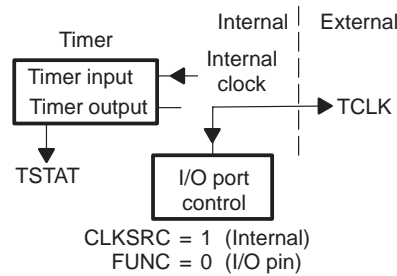 Internal
External
Timer
Timer input
Internal
clock
Timer output
TCLK
TSTAT
I/O port
control
CLKSRC = 1 (Internal)
FUNC = 0 (I/O pin)